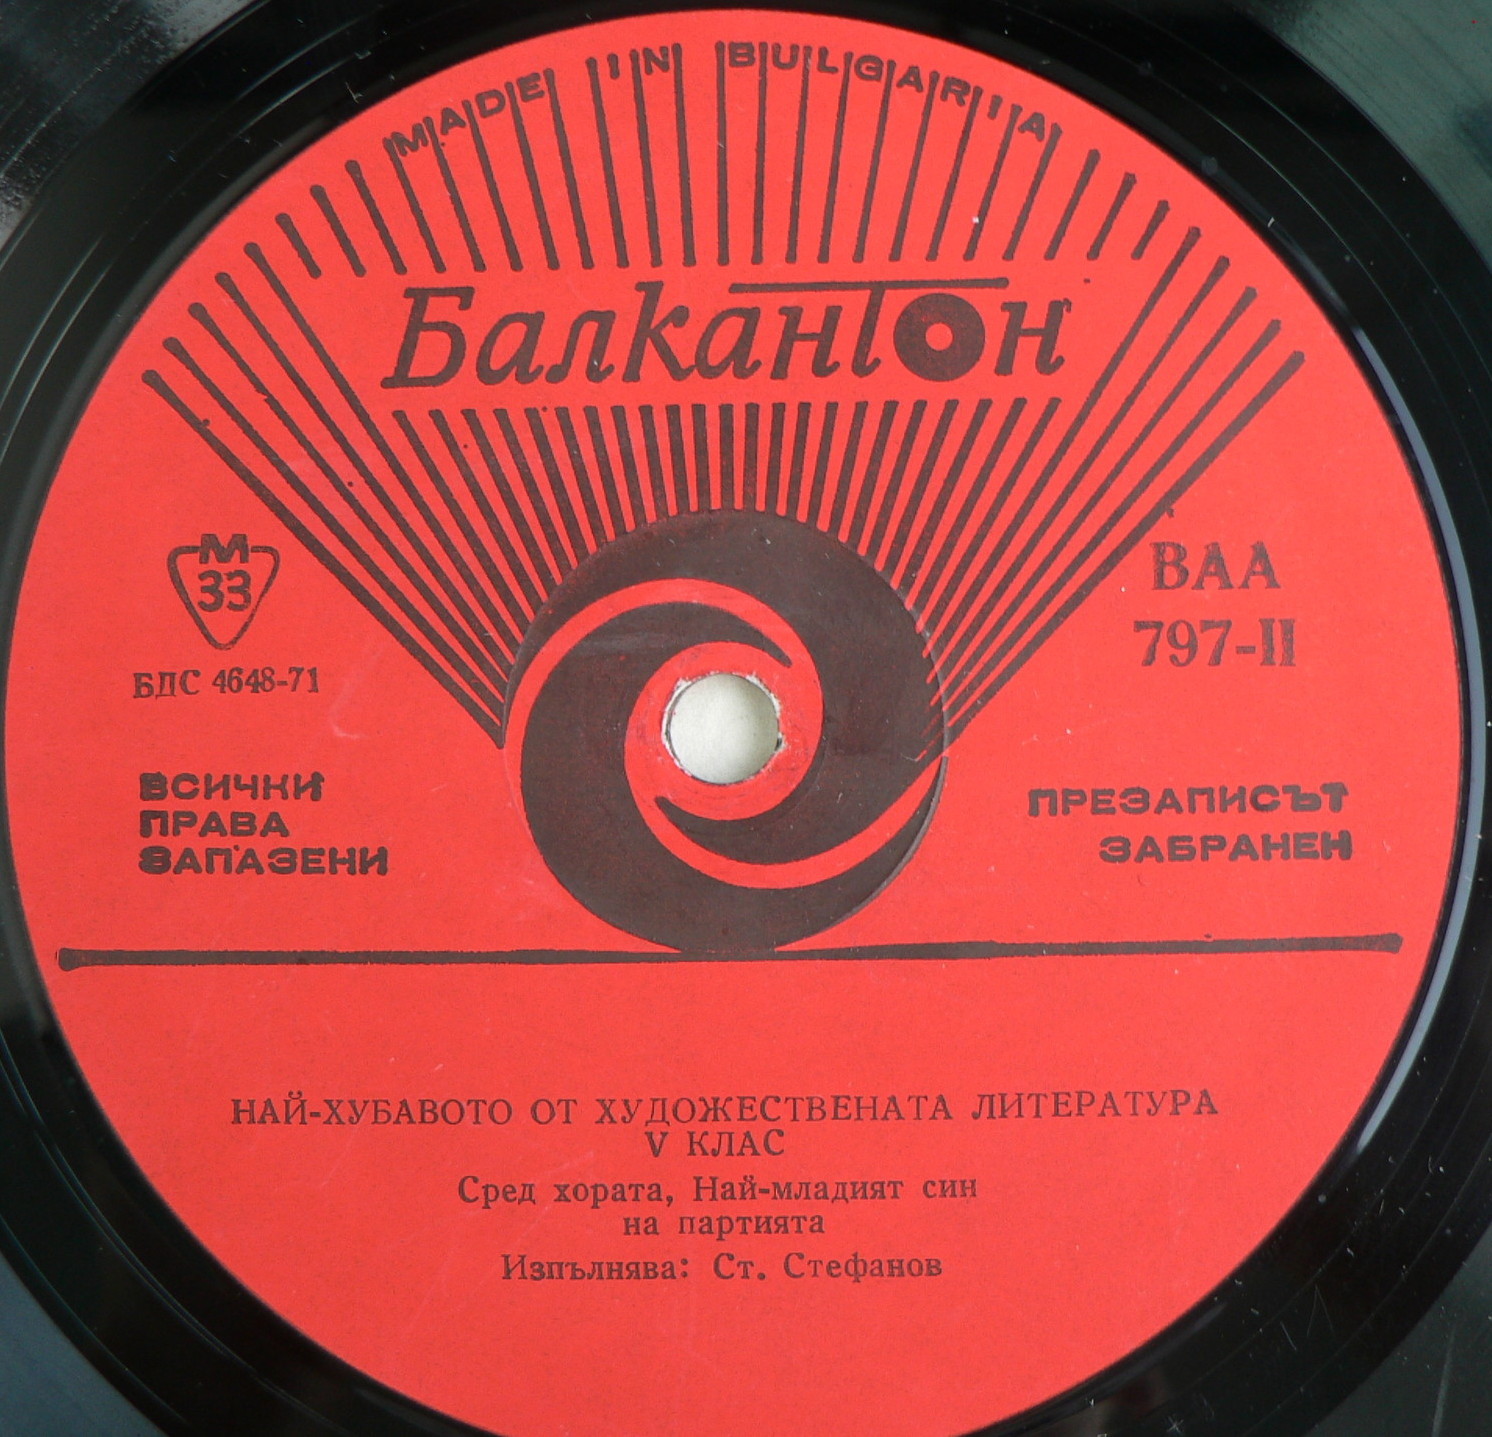 MADE IN BULGARIA
Балкантон
М
33
БДС 4648-71
ВАА
797-II
ВСИЧКИ
ПРАВА
ЗАПАЗЕНИ
ПРЕЗАПИСЪТ
ЗАБРАНЕН
НАЙ-ХУБАВОТО ОТ ХУДОЖЕСТВЕНАТА ЛИТЕРАТУРА
V КЛАС
Сред хората, Най-младият син
на партията
Изпълнява: Ст. Стефанов